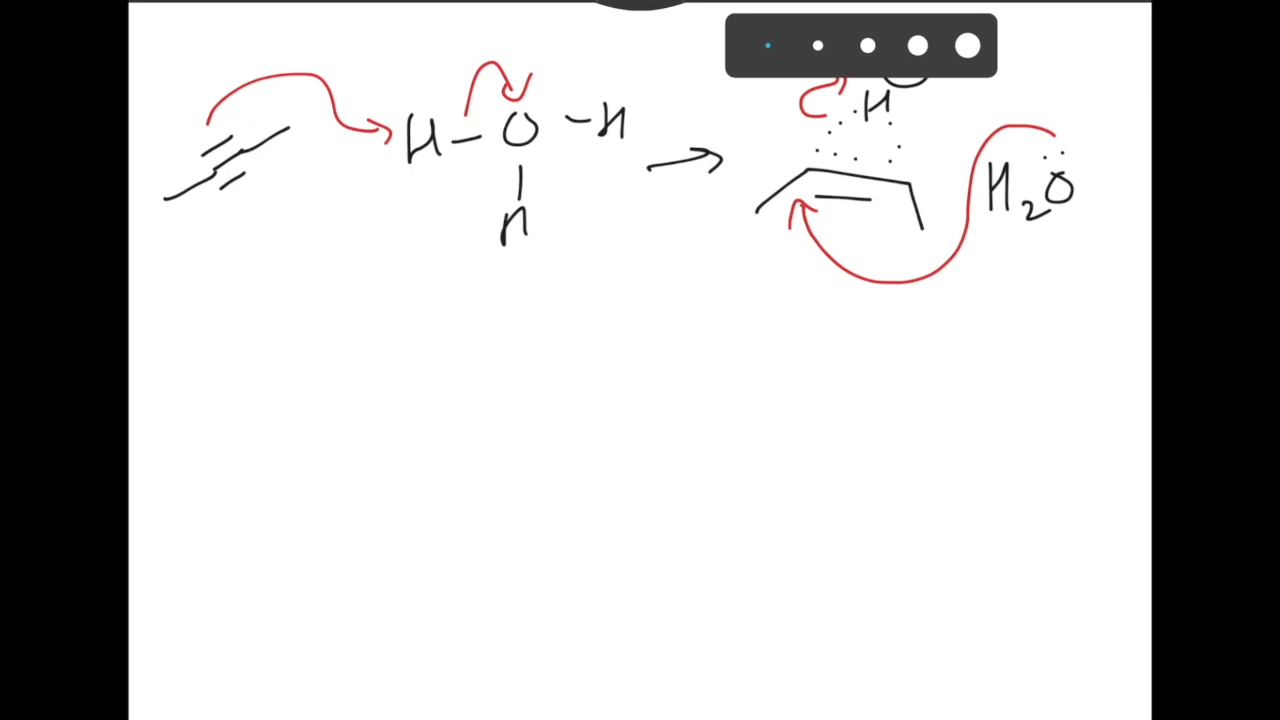 H
H – O – H
H
H₂O